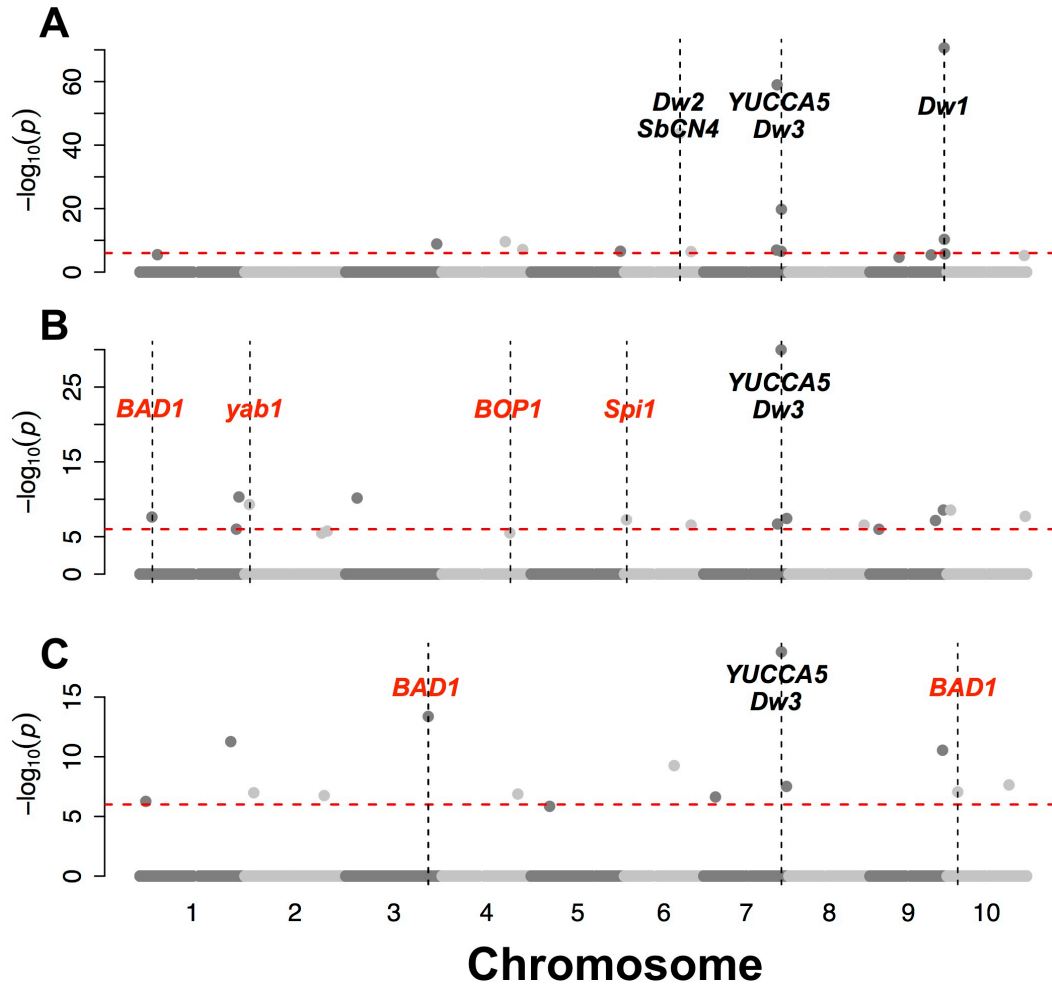 A
−log10(p)
0
20
40
60
Dw2
SbCN4
YUCCA5
Dw3
Dw1
B
−log10(p)
0
5
15
25
BAD1
yab1
BOP1
Spi1
YUCCA5
Dw3
C
−log10(p)
0
5
10
15
BAD1
YUCCA5
Dw3
BAD1
1 2 3 4 5 6 7 8 9 10
Chromosome